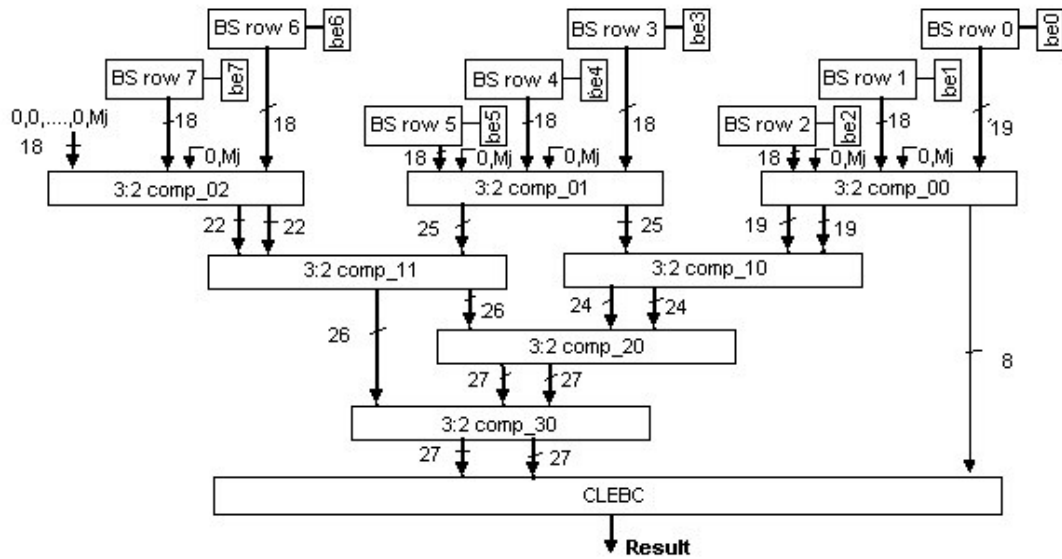 BS row 6 be6 BS row 3 be3 BS row 0 be0
BS row 7 be7 BS row 4 be4 BS row 1 be1
0,0,....,0,Mj 18 18 BS row 5 be5 18 18 BS row 2 be2 18 19
18 0,Mj 18 0,Mj 0,Mj 18 0,Mj 0,Mj
3:2 comp_02 3:2 comp_01 3:2 comp_00
22 22 25 25 19 19
3:2 comp_11 3:2 comp_10
26 26 24 24
3:2 comp_20 8
27 27
3:2 comp_30
27 27
CLEBC
Result